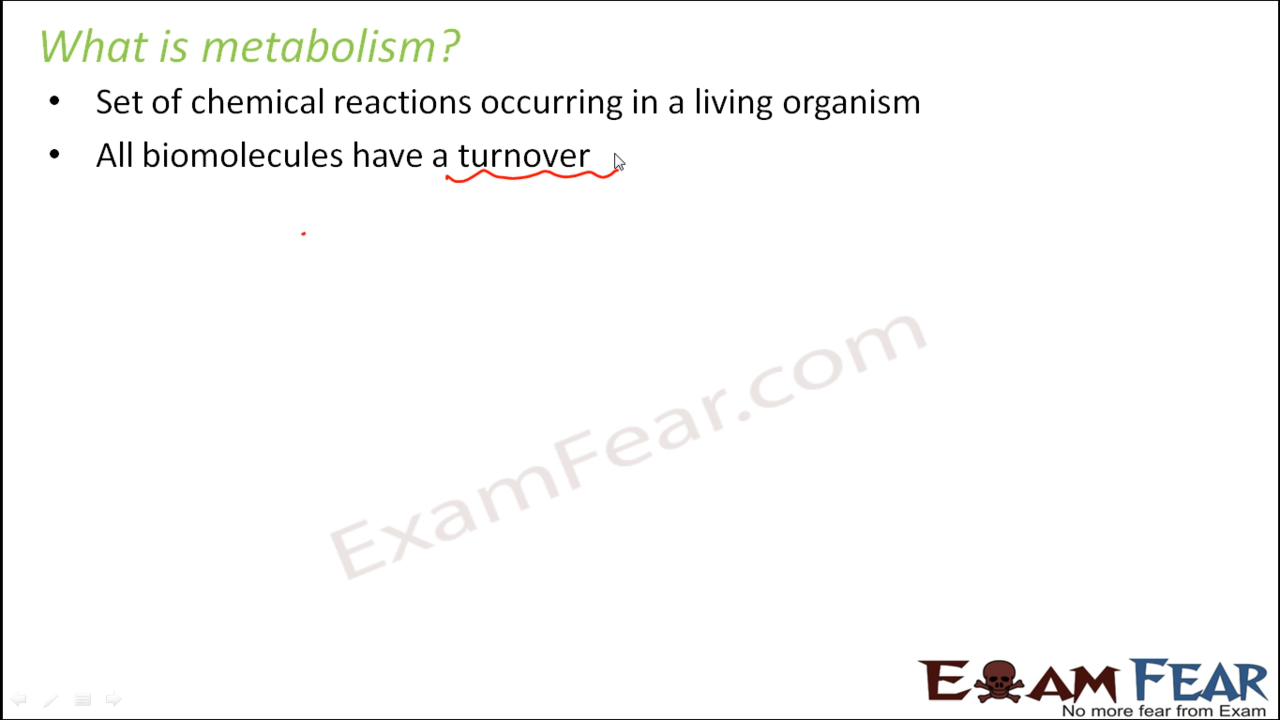 What is metabolism?
• Set of chemical reactions occurring in a living organism
• All biomolecules have a turnover
ExamFear.com
EXAM FEAR
No more fear from Exam